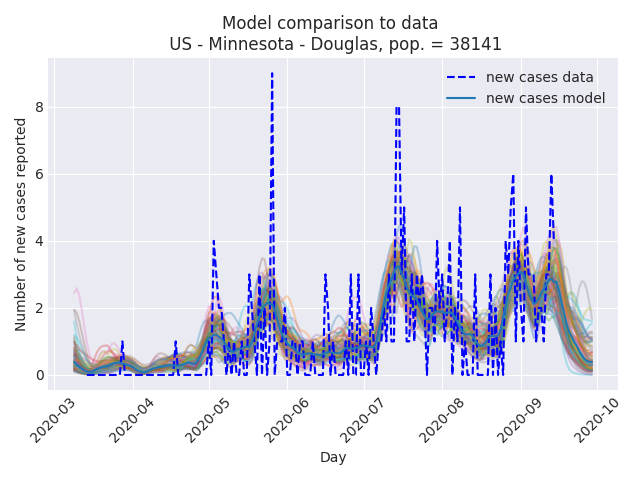 Model comparison to data
US - Minnesota - Douglas, pop. = 38141
new cases data
new cases model
Number of new cases reported
8
6
4
2
0
2020-03
2020-04
2020-05
2020-06
2020-07
2020-08
2020-09
2020-10
Day